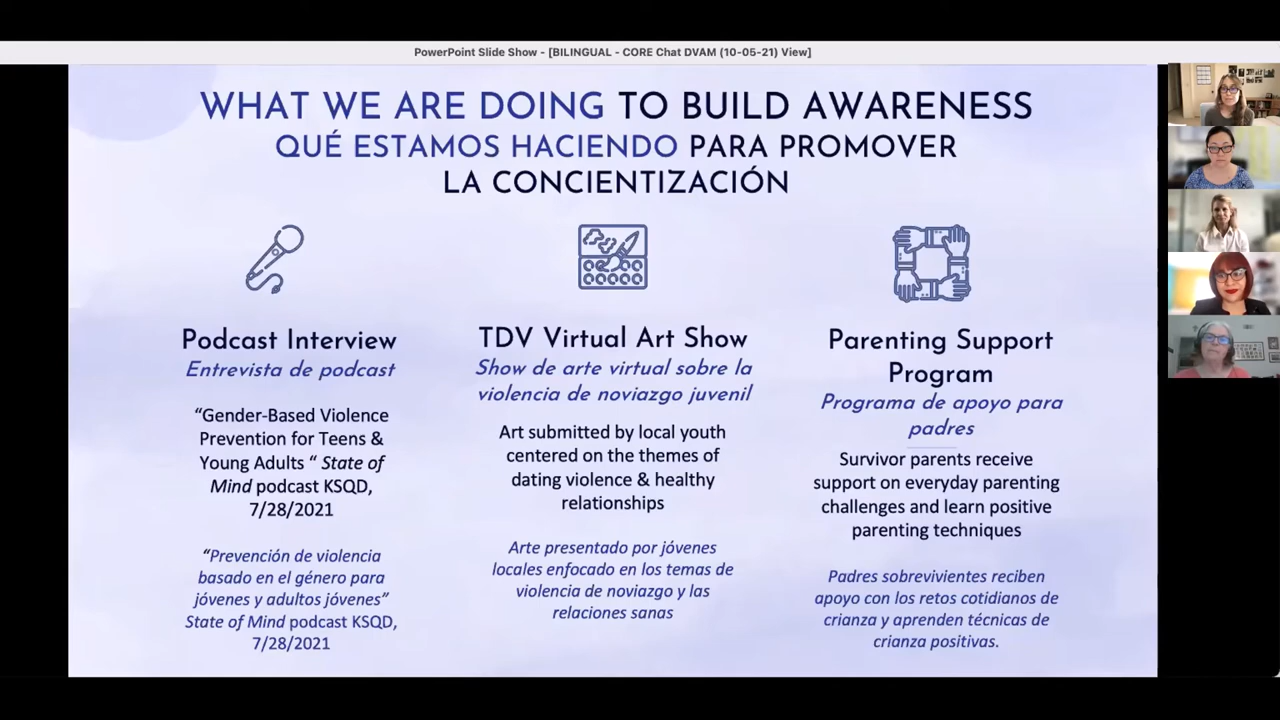 PowerPoint Slide Show - [BILINGUAL - CORE Chat DVAM (10-05-21) View]
WHAT WE ARE DOING TO BUILD AWARENESS
QUÉ ESTAMOS HACIENDO PARA PROMOVER
LA CONCIENTIZACIÓN
Podcast Interview
Entrevista de podcast
“Gender-Based Violence
Prevention for Teens &
Young Adults “ State of
Mind podcast KSQD,
7/28/2021
“Prevención de violencia
basado en el género para
jóvenes y adultos jóvenes”
State of Mind podcast KSQD,
7/28/2021
TDV Virtual Art Show
Show de arte virtual sobre la
violencia de noviazgo juvenil
Art submitted by local youth
centered on the themes of
dating violence & healthy
relationships
Arte presentado por jóvenes
locales enfocado en los temas de
violencia de noviazgo y las
relaciones sanas
Parenting Support
Program
Programa de apoyo para
padres
Survivor parents receive
support on everyday parenting
challenges and learn positive
parenting techniques
Padres sobrevivientes reciben
apoyo con los retos cotidianos de
crianza y aprenden técnicas de
crianza positivas.